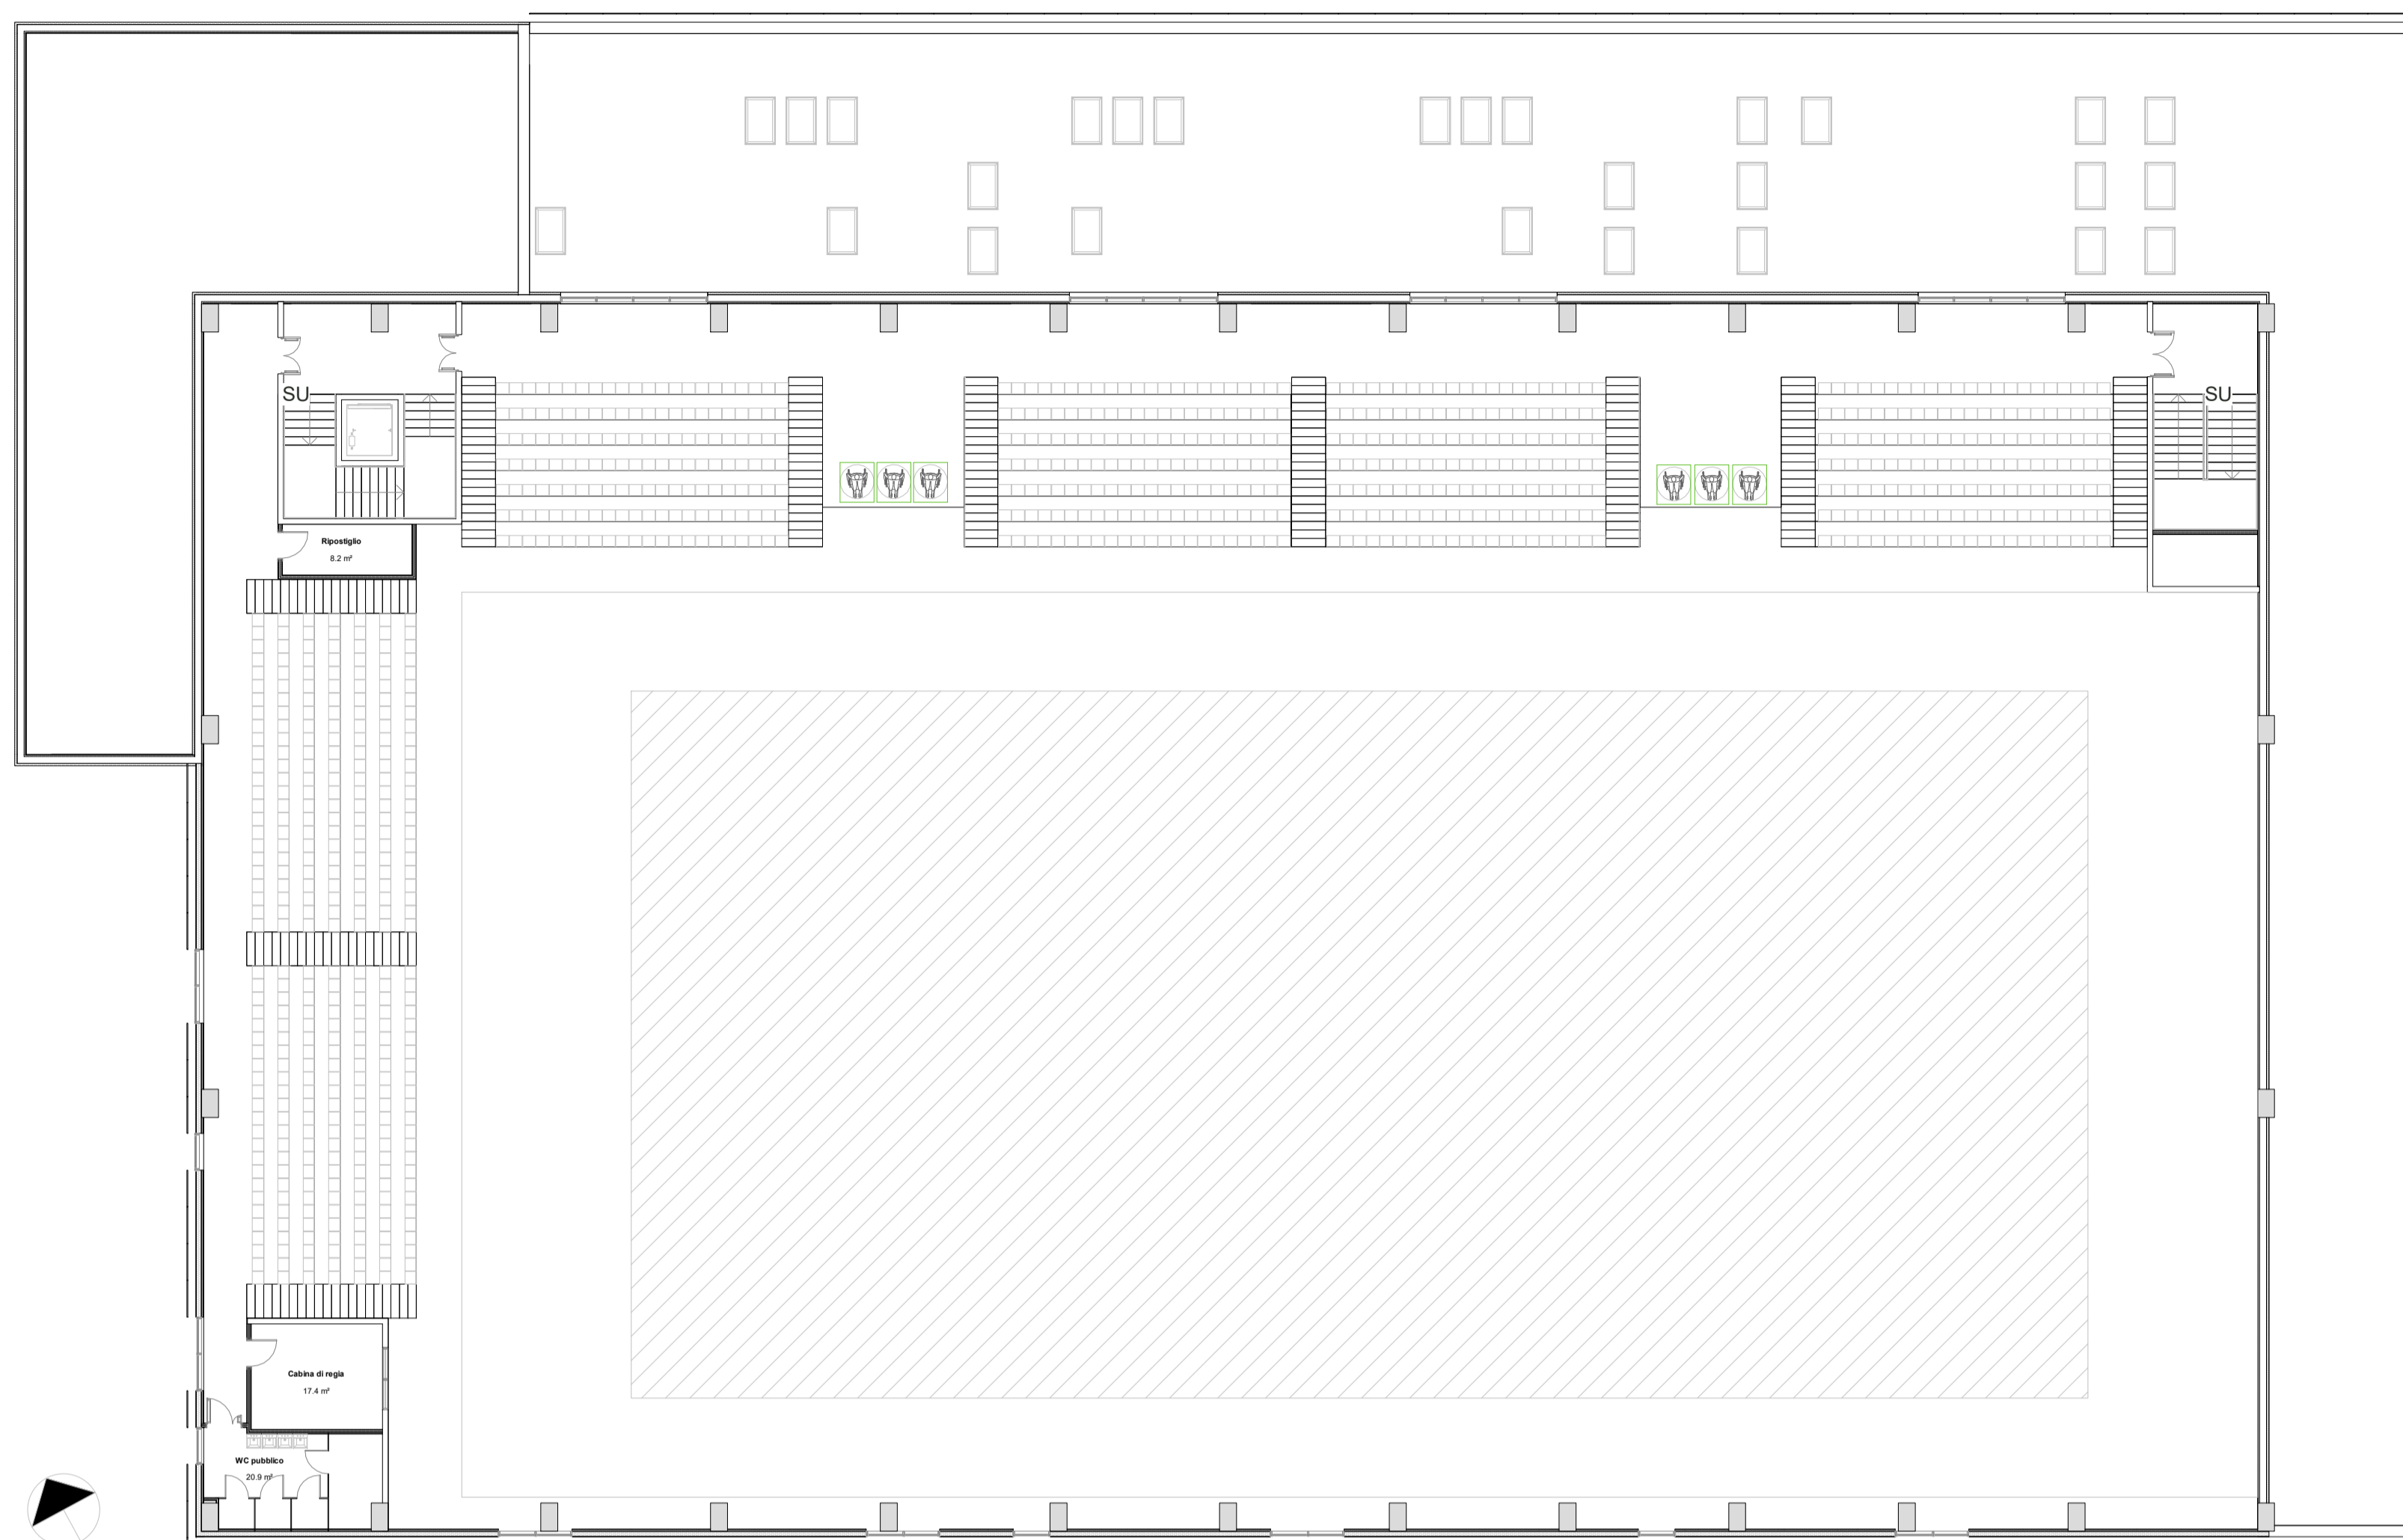 SU
SU
Ripostiglio
8.2 m²
Cabina di regia
17.4 m²
WC pubblico
20.9 m²